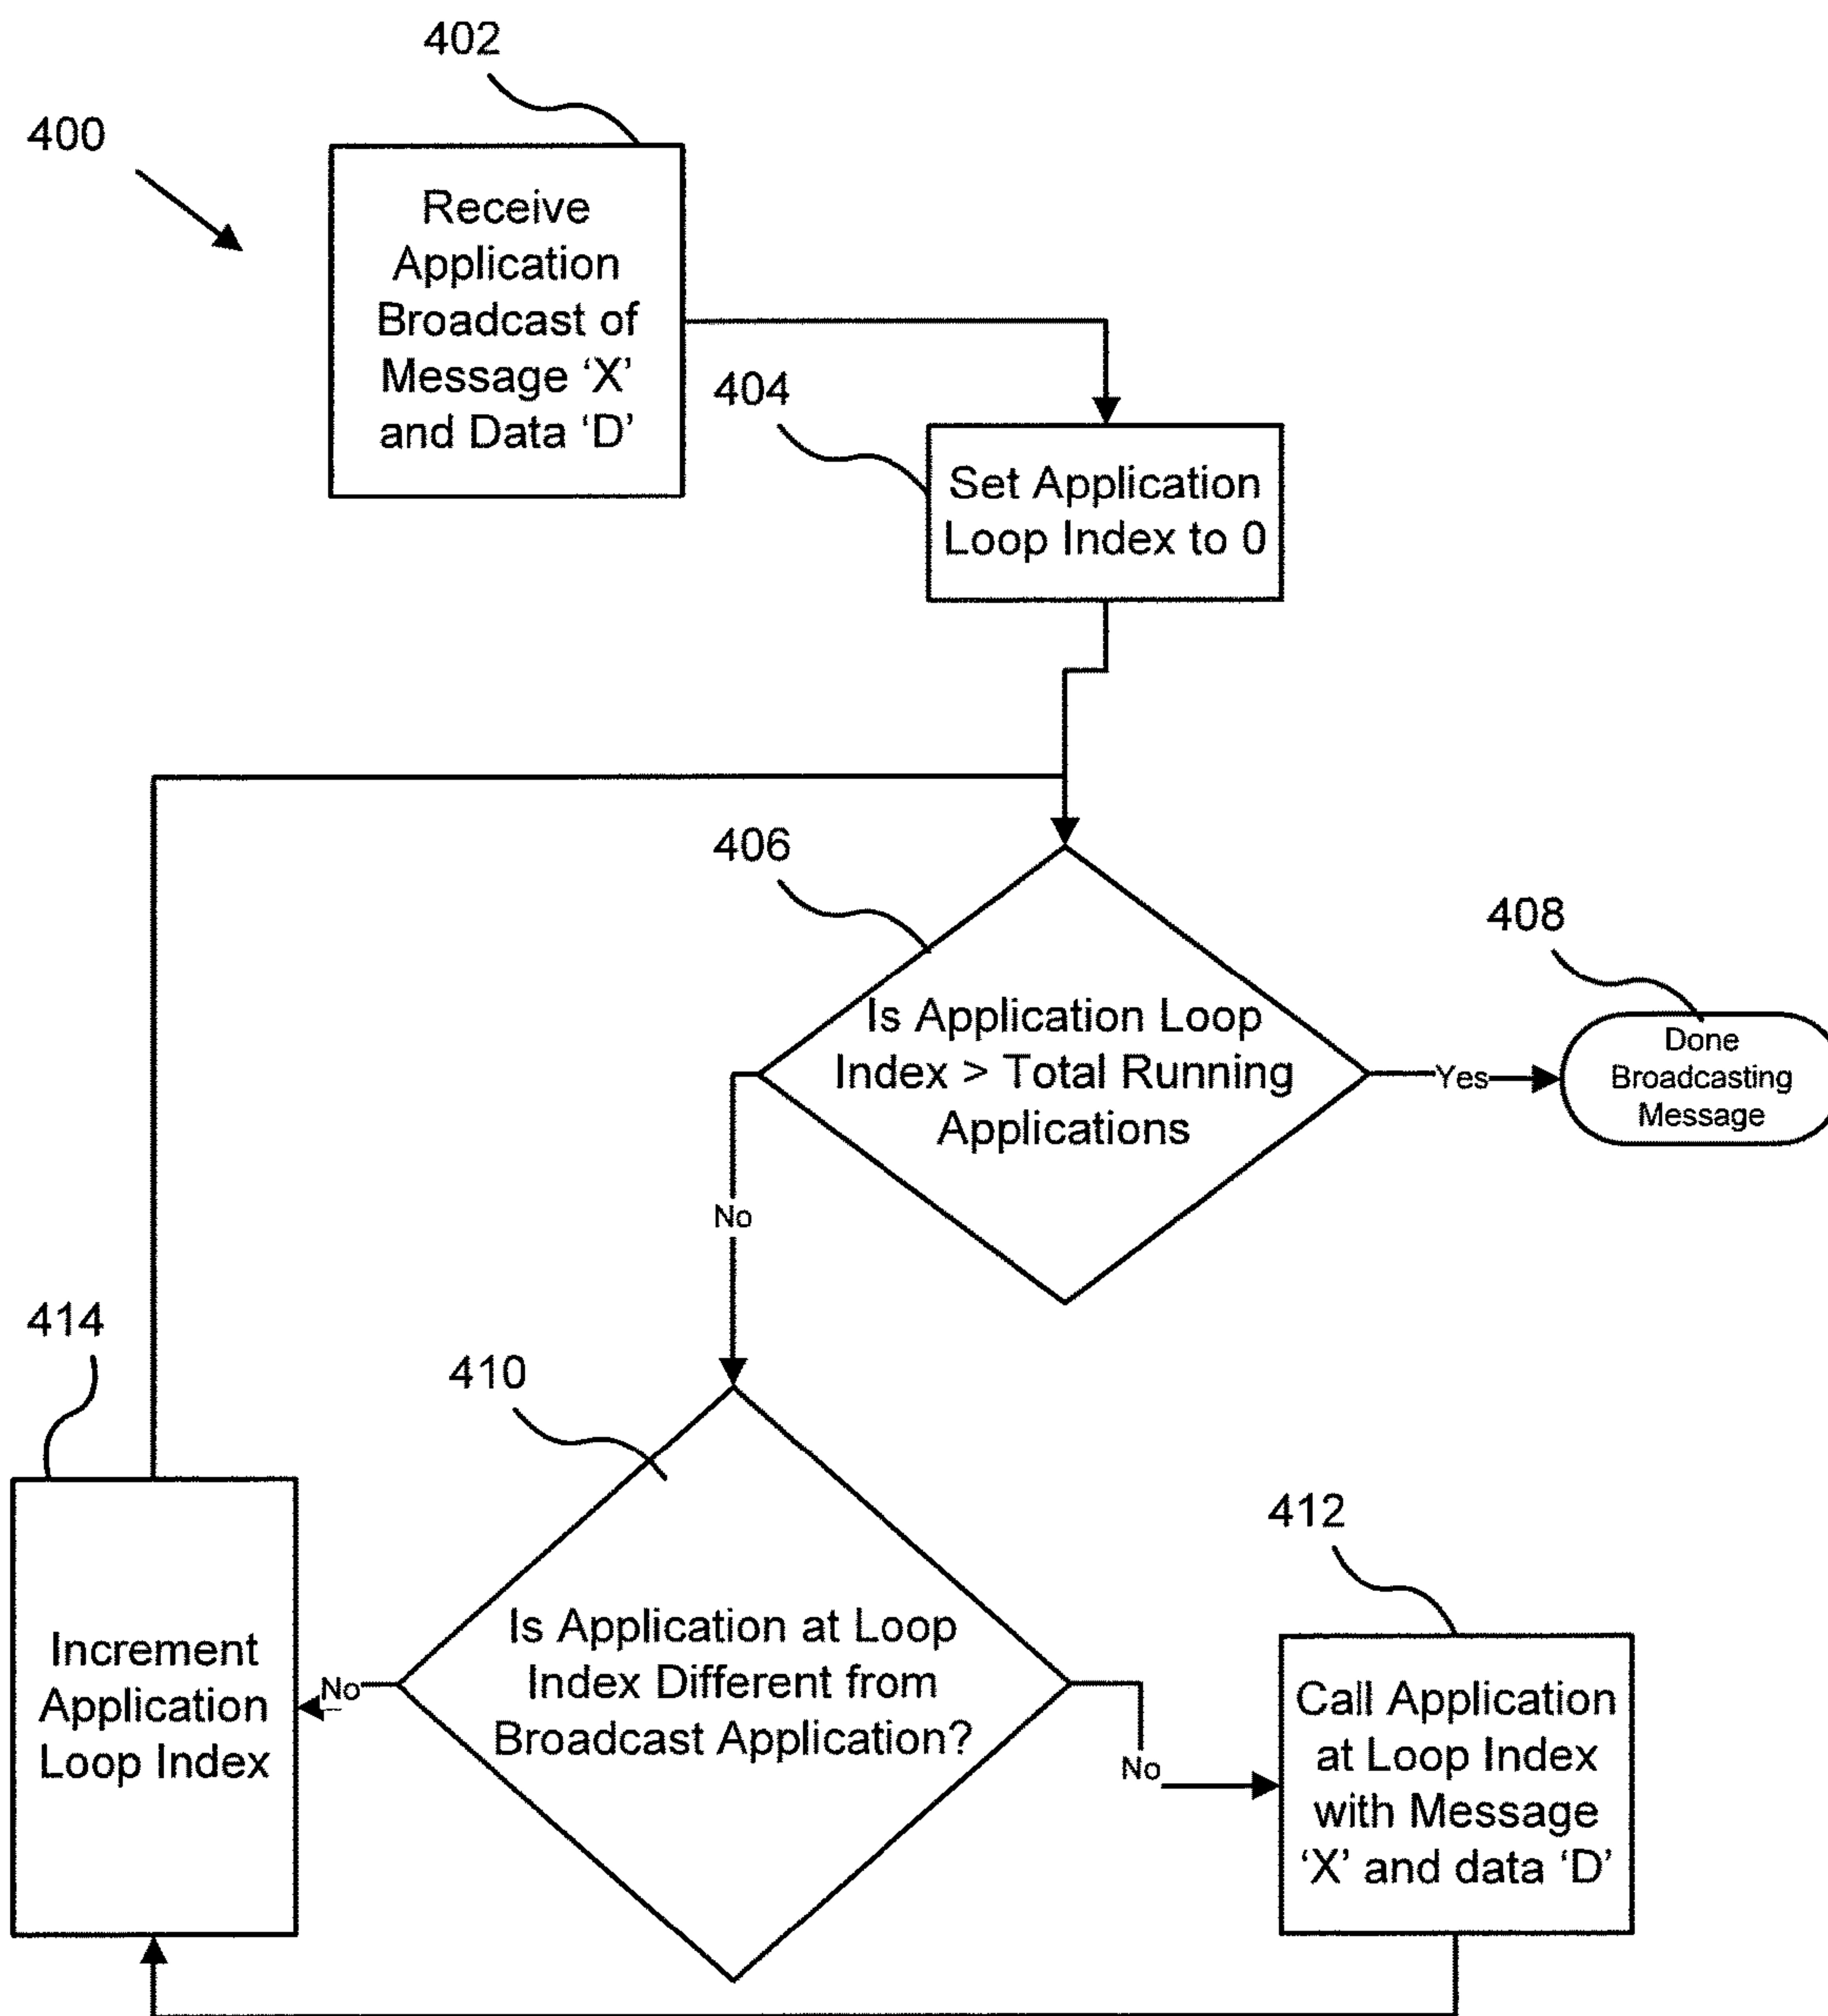 402
400
Receive
Application
Broadcast of
Message ‘X’
and Data ‘D’
404
Set Application
Loop Index to 0
406
Is Application Loop
Index > Total Running
Applications
Yes
408
Done
Broadcasting
Message
No
414
410
412
Increment
Application
Loop Index
No
Is Application at Loop
Index Different from
Broadcast Application?
No
Call Application
at Loop Index
with Message
‘X’ and data ‘D’